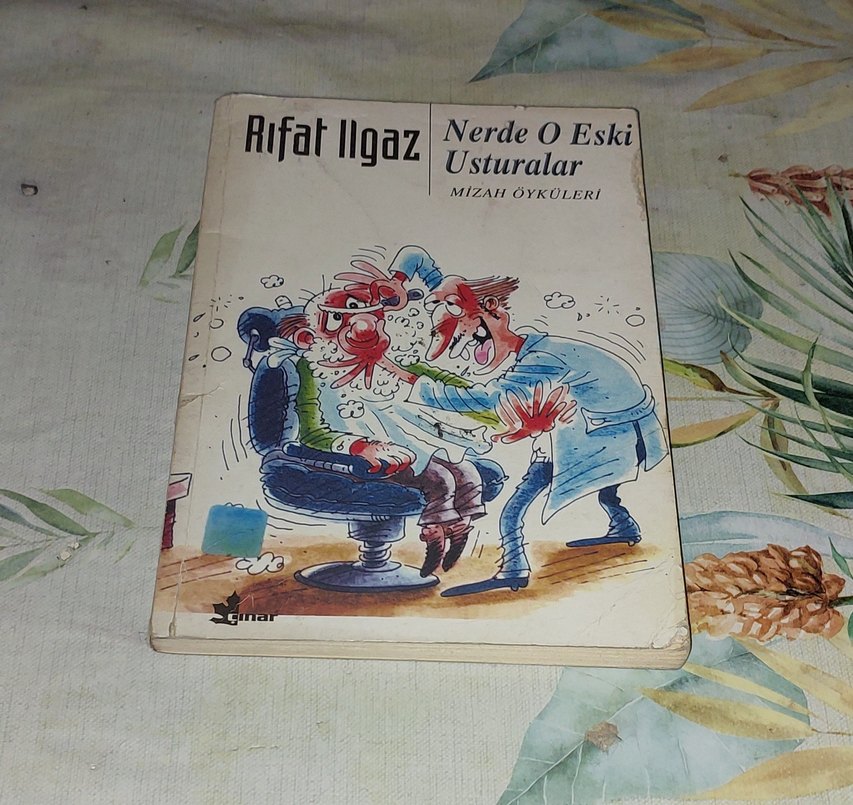 Rıfat Ilgaz
Nerde O Eski
Usturalar
MİZAH ÖYKÜLERİ
çınar